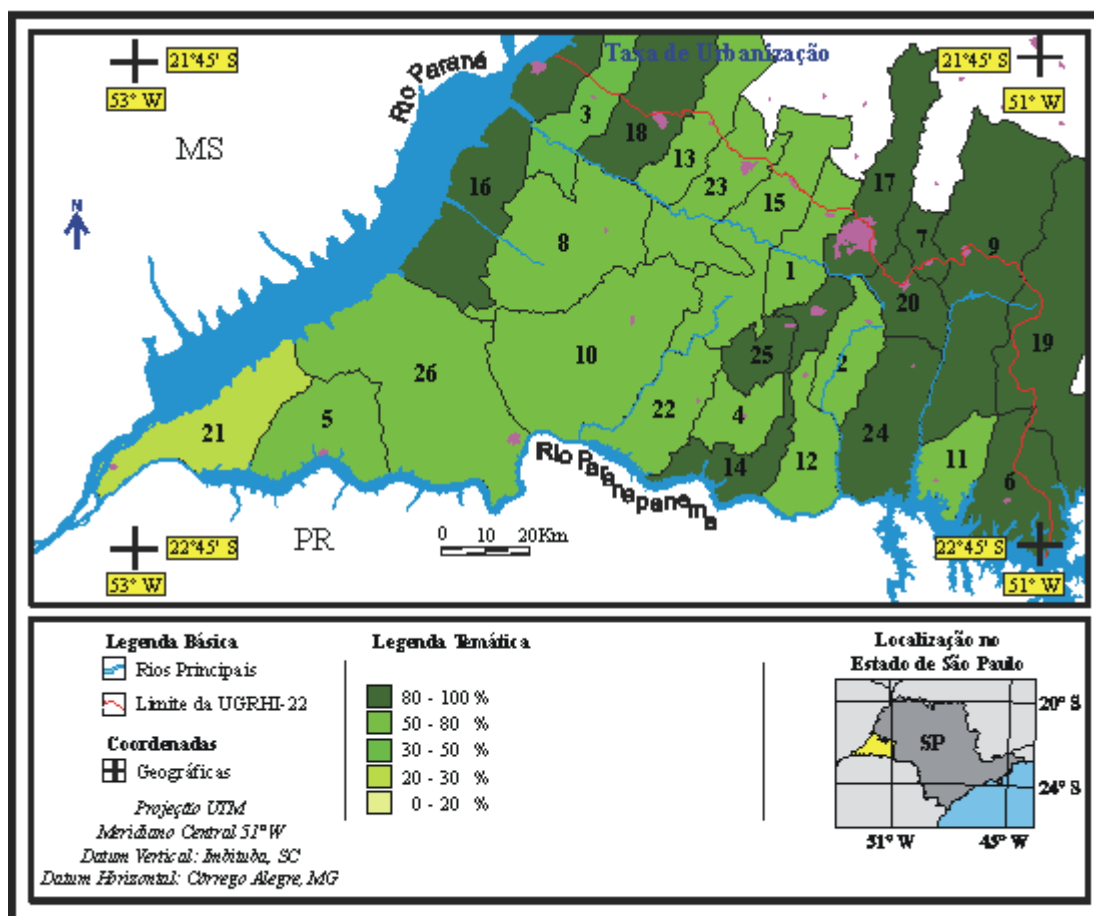 Taxa de Urbanização
21°45' S
53° W
21°45' S
51° W
Rio Paraná
MS
N
3
18
13
23
16
8
15
17
7
9
1
20
19
10
25
2
26
22
4
5
21
24
14
12
11
6
Rio Paranapanema
PR
0 10 20Km
22°45' S
53° W
22°45' S
51° W
Legenda Básica
Rios Principais
Limite da UGRHI-22
Coordenadas
Geográficas
Projeção UTM
Meridiano Central 51°W
Datum Vertical: Imbituba, SC
Datum Horizontal: Córrego Alegre, MG
Legenda Temática
80 - 100 %
50 - 80 %
30 - 50 %
20 - 30 %
0 - 20 %
Localização no
Estado de São Paulo
SP
20° S
24° S
51° W
45° W